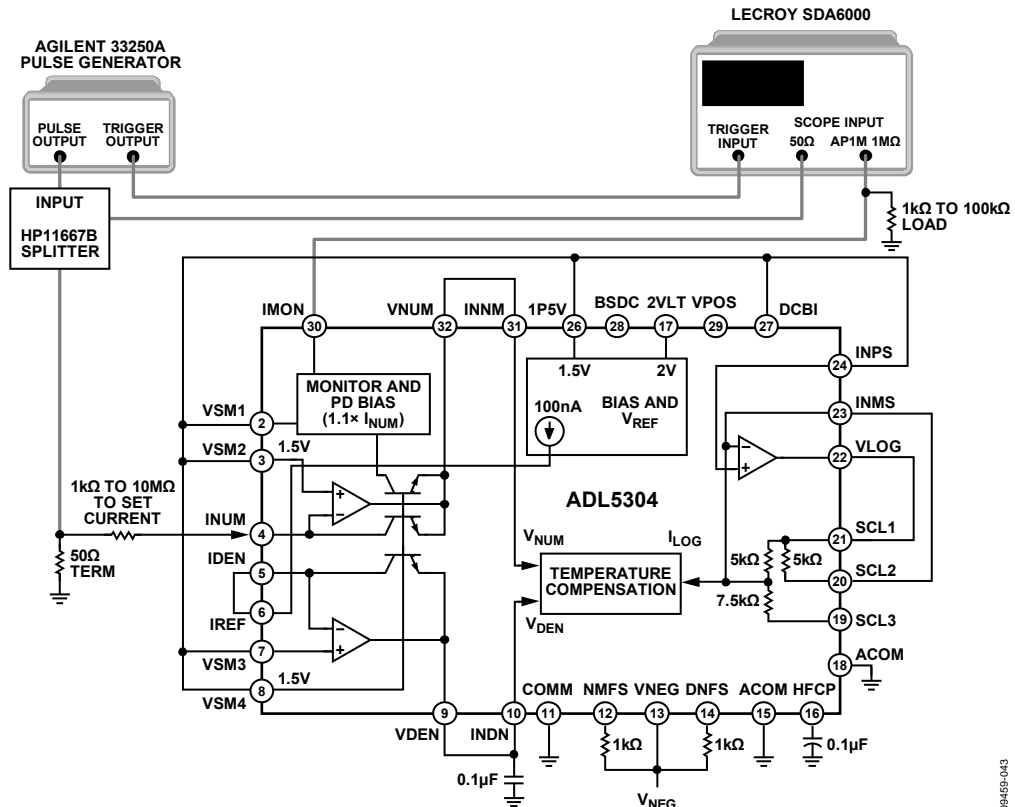 LECROY SDA6000
AGILENT 33250A
PULSE GENERATOR
PULSE
OUTPUT
TRIGGER
OUTPUT
TRIGGER
INPUT
SCOPE INPUT
50Ω
AP1M 1MΩ
INPUT
HP11667B
SPLITTER
1kΩ TO 100kΩ
LOAD
IMON
30
VNUM
32
INNM
31
1P5V
26
BSDC
28
2VLT
17
VPOS
29
DCBI
27
1.5V
2V
100nA
BIAS AND
VREF
MONITOR AND
PD BIAS
(1.1× INUM)
VSM1
2
VSM2
3
1.5V
1kΩ TO 10MΩ
TO SET
CURRENT
INUM
4
50Ω
TERM
IDEN
5
6
IREF
7
VSM3
8
1.5V
VSM4
–
+
+
–
–
+
ADL5304
VNUM
ILOG
TEMPERATURE
COMPENSATION
VDEN
5kΩ
5kΩ
7.5kΩ
INPS
24
INMS
23
VLOG
22
SCL1
21
SCL2
20
SCL3
19
ACOM
18
9
VDEN
10
INDN
COMM
11
NMFS
12
VNEG
13
DNFS
14
ACOM
15
HFCP
16
1kΩ
1kΩ
0.1µF
0.1µF
VNEG
09459-043